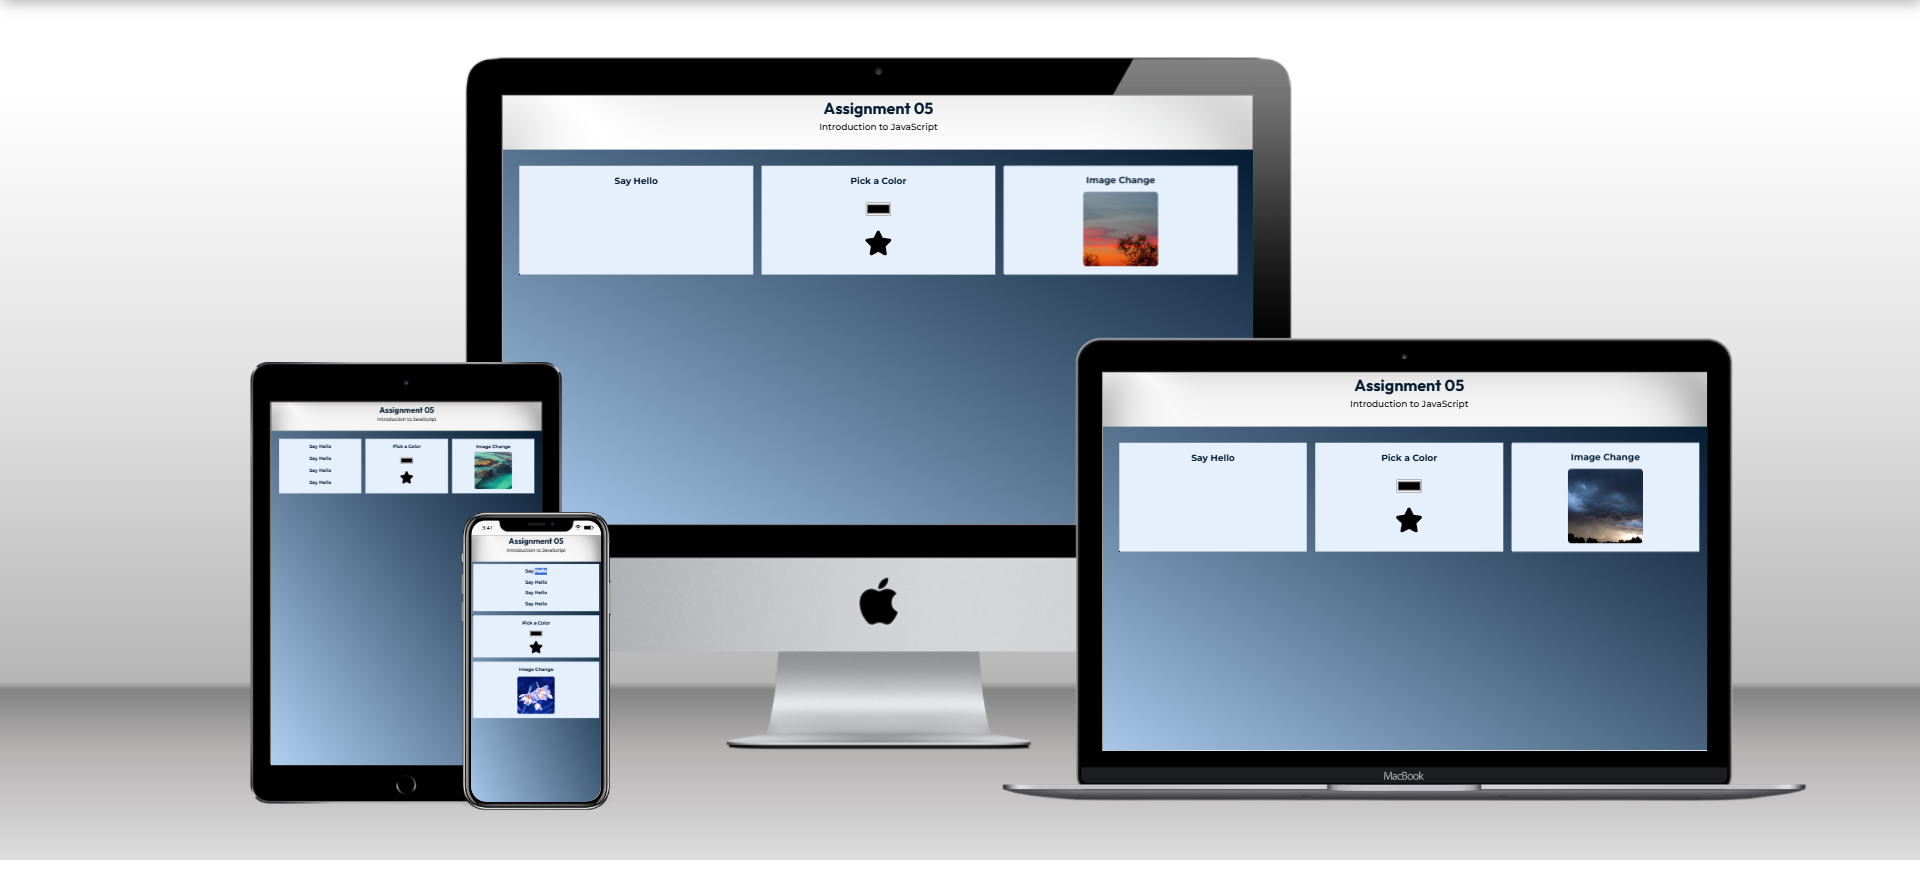 Assignment 05
Introduction to JavaScript
Say Hello
Pick a Color
Image Change
Assignment 05
Introduction to JavaScript
Say Hello
Pick a Color
Image Change
MacBook
Assignment 05
Introduction to JavaScript
Say Hello
Say Hello
Say Hello
Say Hello
Pick a Color
Image Change
9:41
Assignment 05
Introduction to JavaScript
Say Hello
Say Hello
Say Hello
Say Hello
Pick a Color
Image Change